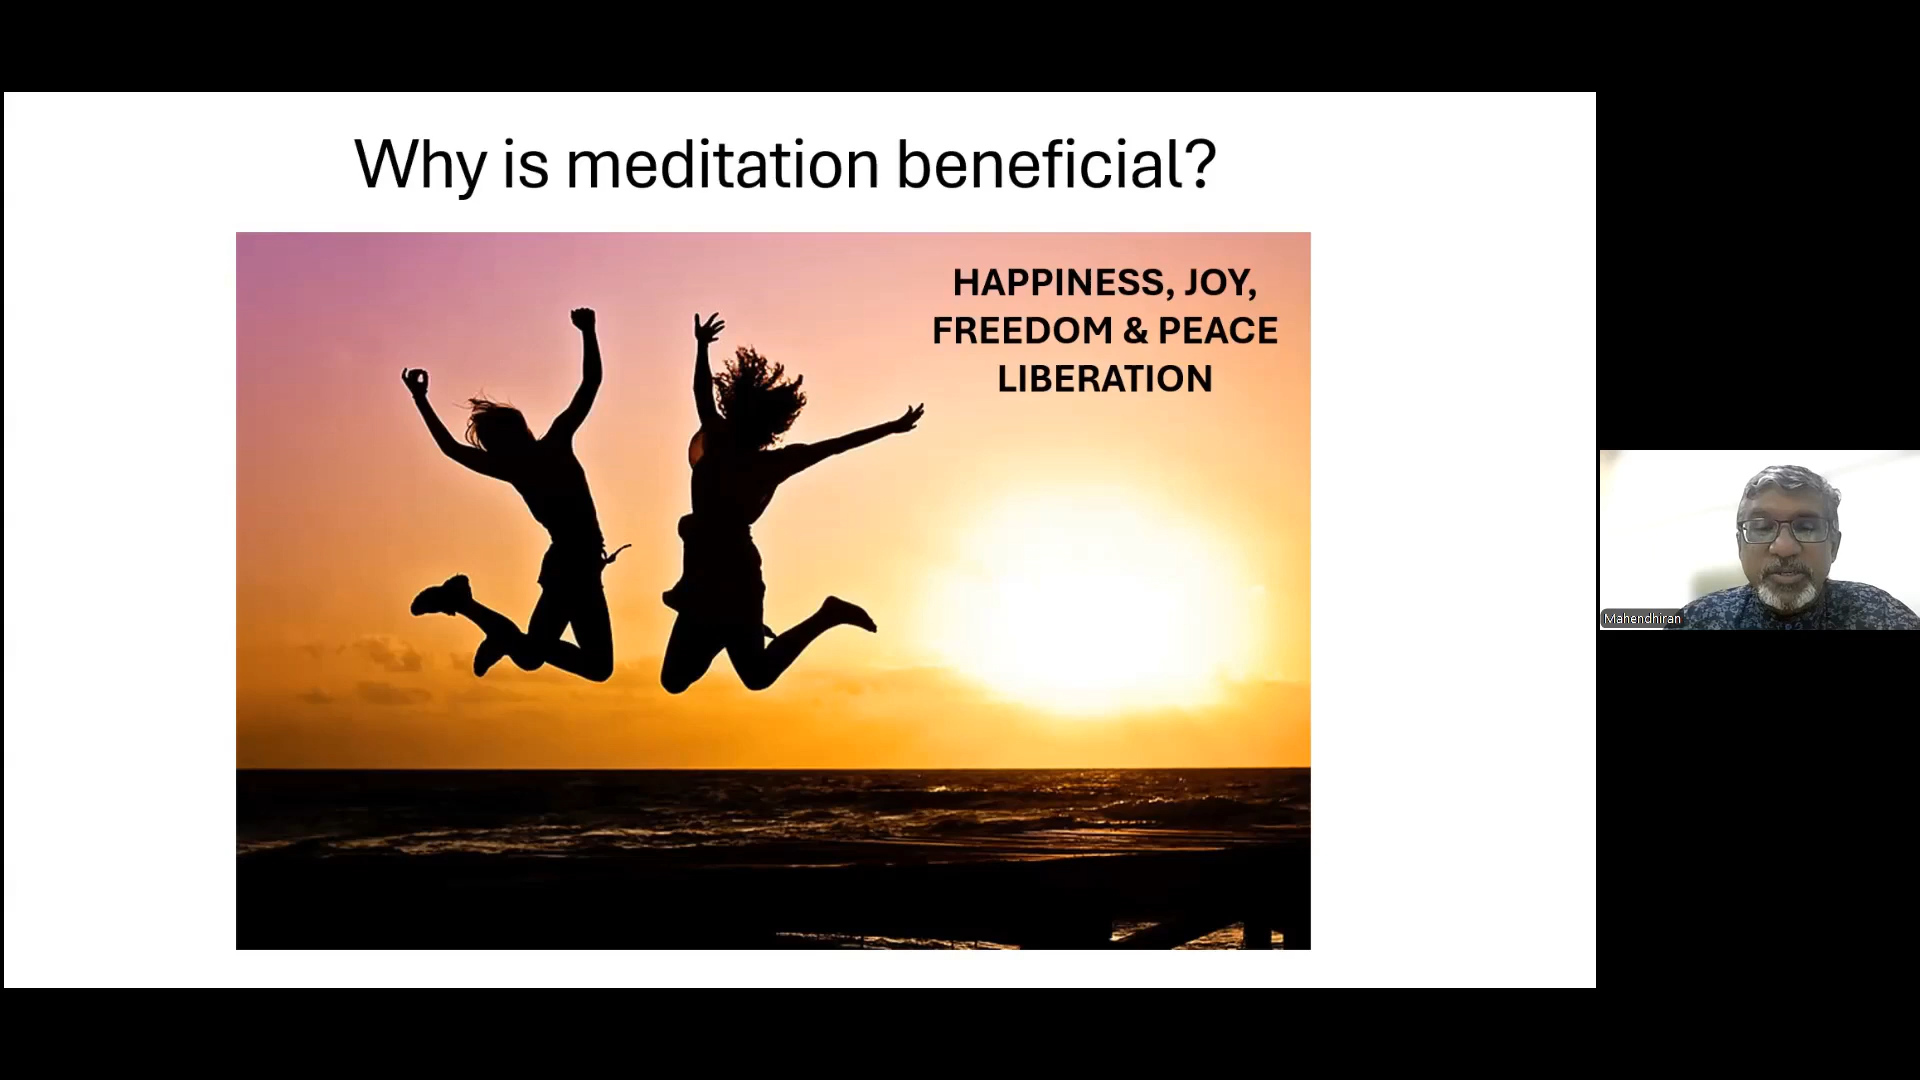 Why is meditation beneficial?
HAPPINESS, JOY,
FREEDOM & PEACE
LIBERATION
Mahendhiran